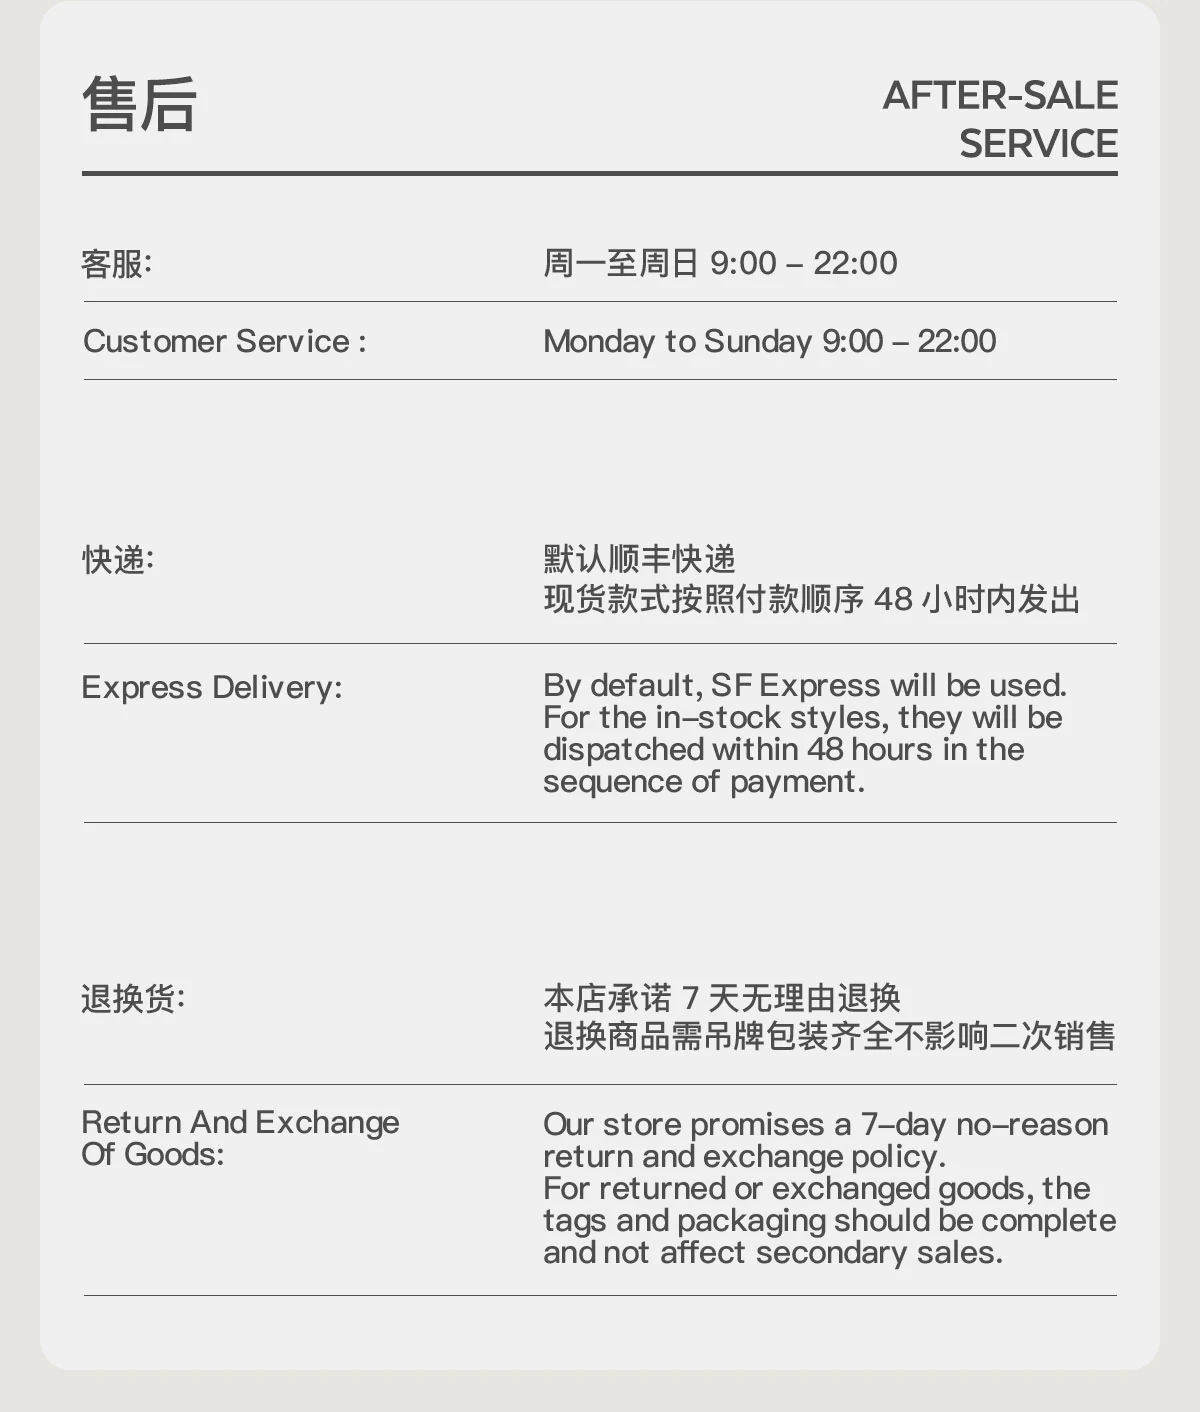 售后
AFTER-SALE
SERVICE
客服:
周一至周日 9:00 – 22:00
Customer Service :
Monday to Sunday 9:00 – 22:00
快递:
默认顺丰快递
现货款式按照付款顺序 48 小时内发出
Express Delivery:
By default, SF Express will be used.
For the in–stock styles, they will be
dispatched within 48 hours in the
sequence of payment.
退换货:
本店承诺 7 天无理由退换
退换商品需吊牌包装齐全不影响二次销售
Return And Exchange
Of Goods:
Our store promises a 7–day no–reason
return and exchange policy.
For returned or exchanged goods, the
tags and packaging should be complete
and not affect secondary sales.